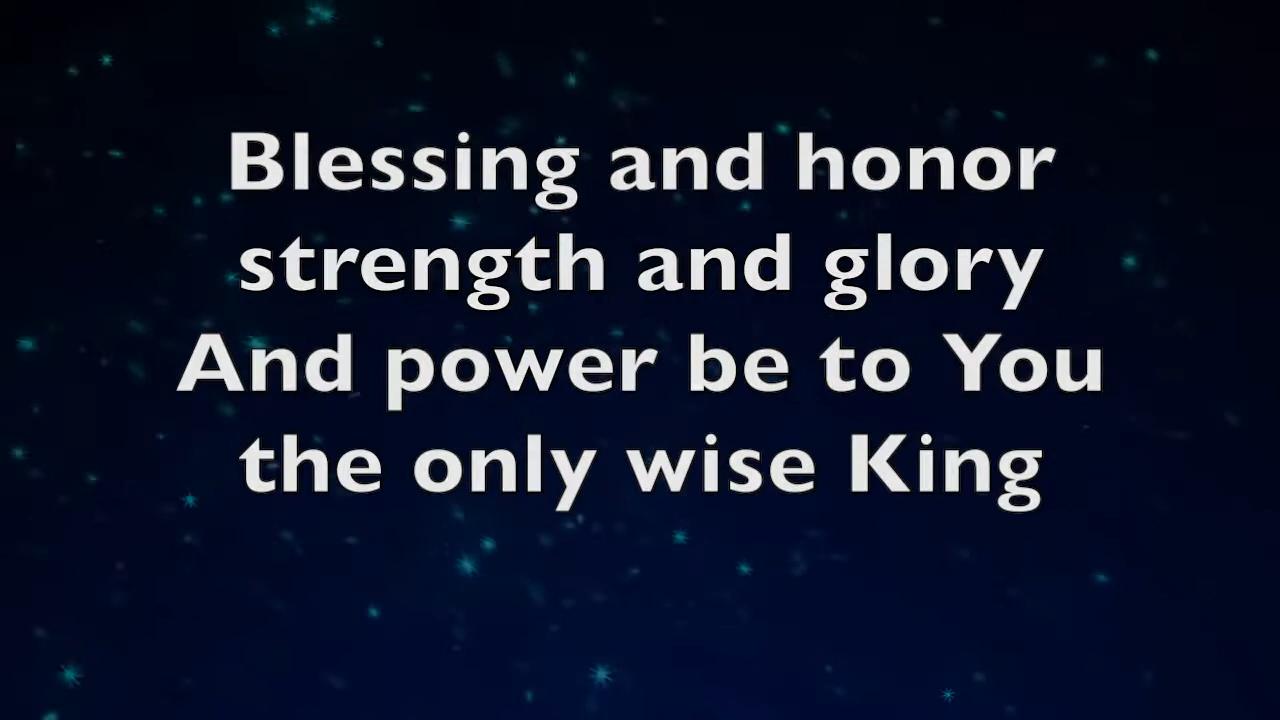 Blessing and honor
strength and glory
And power be to You
the only wise King